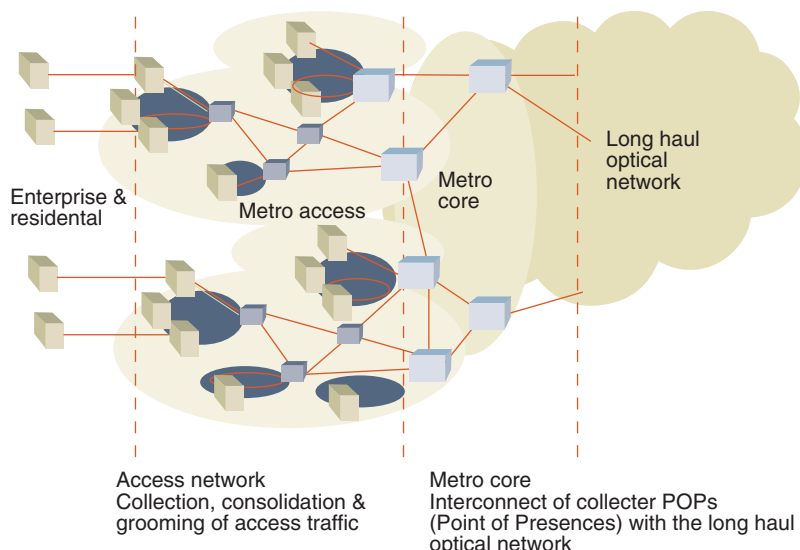 Long haul
optical
network
Enterprise &
residental
Metro access
Metro
core
Access network
Collection, consolidation &
grooming of access traffic
Metro core
Interconnect of collecter POPs
(Point of Presences) with the long haul
optical network